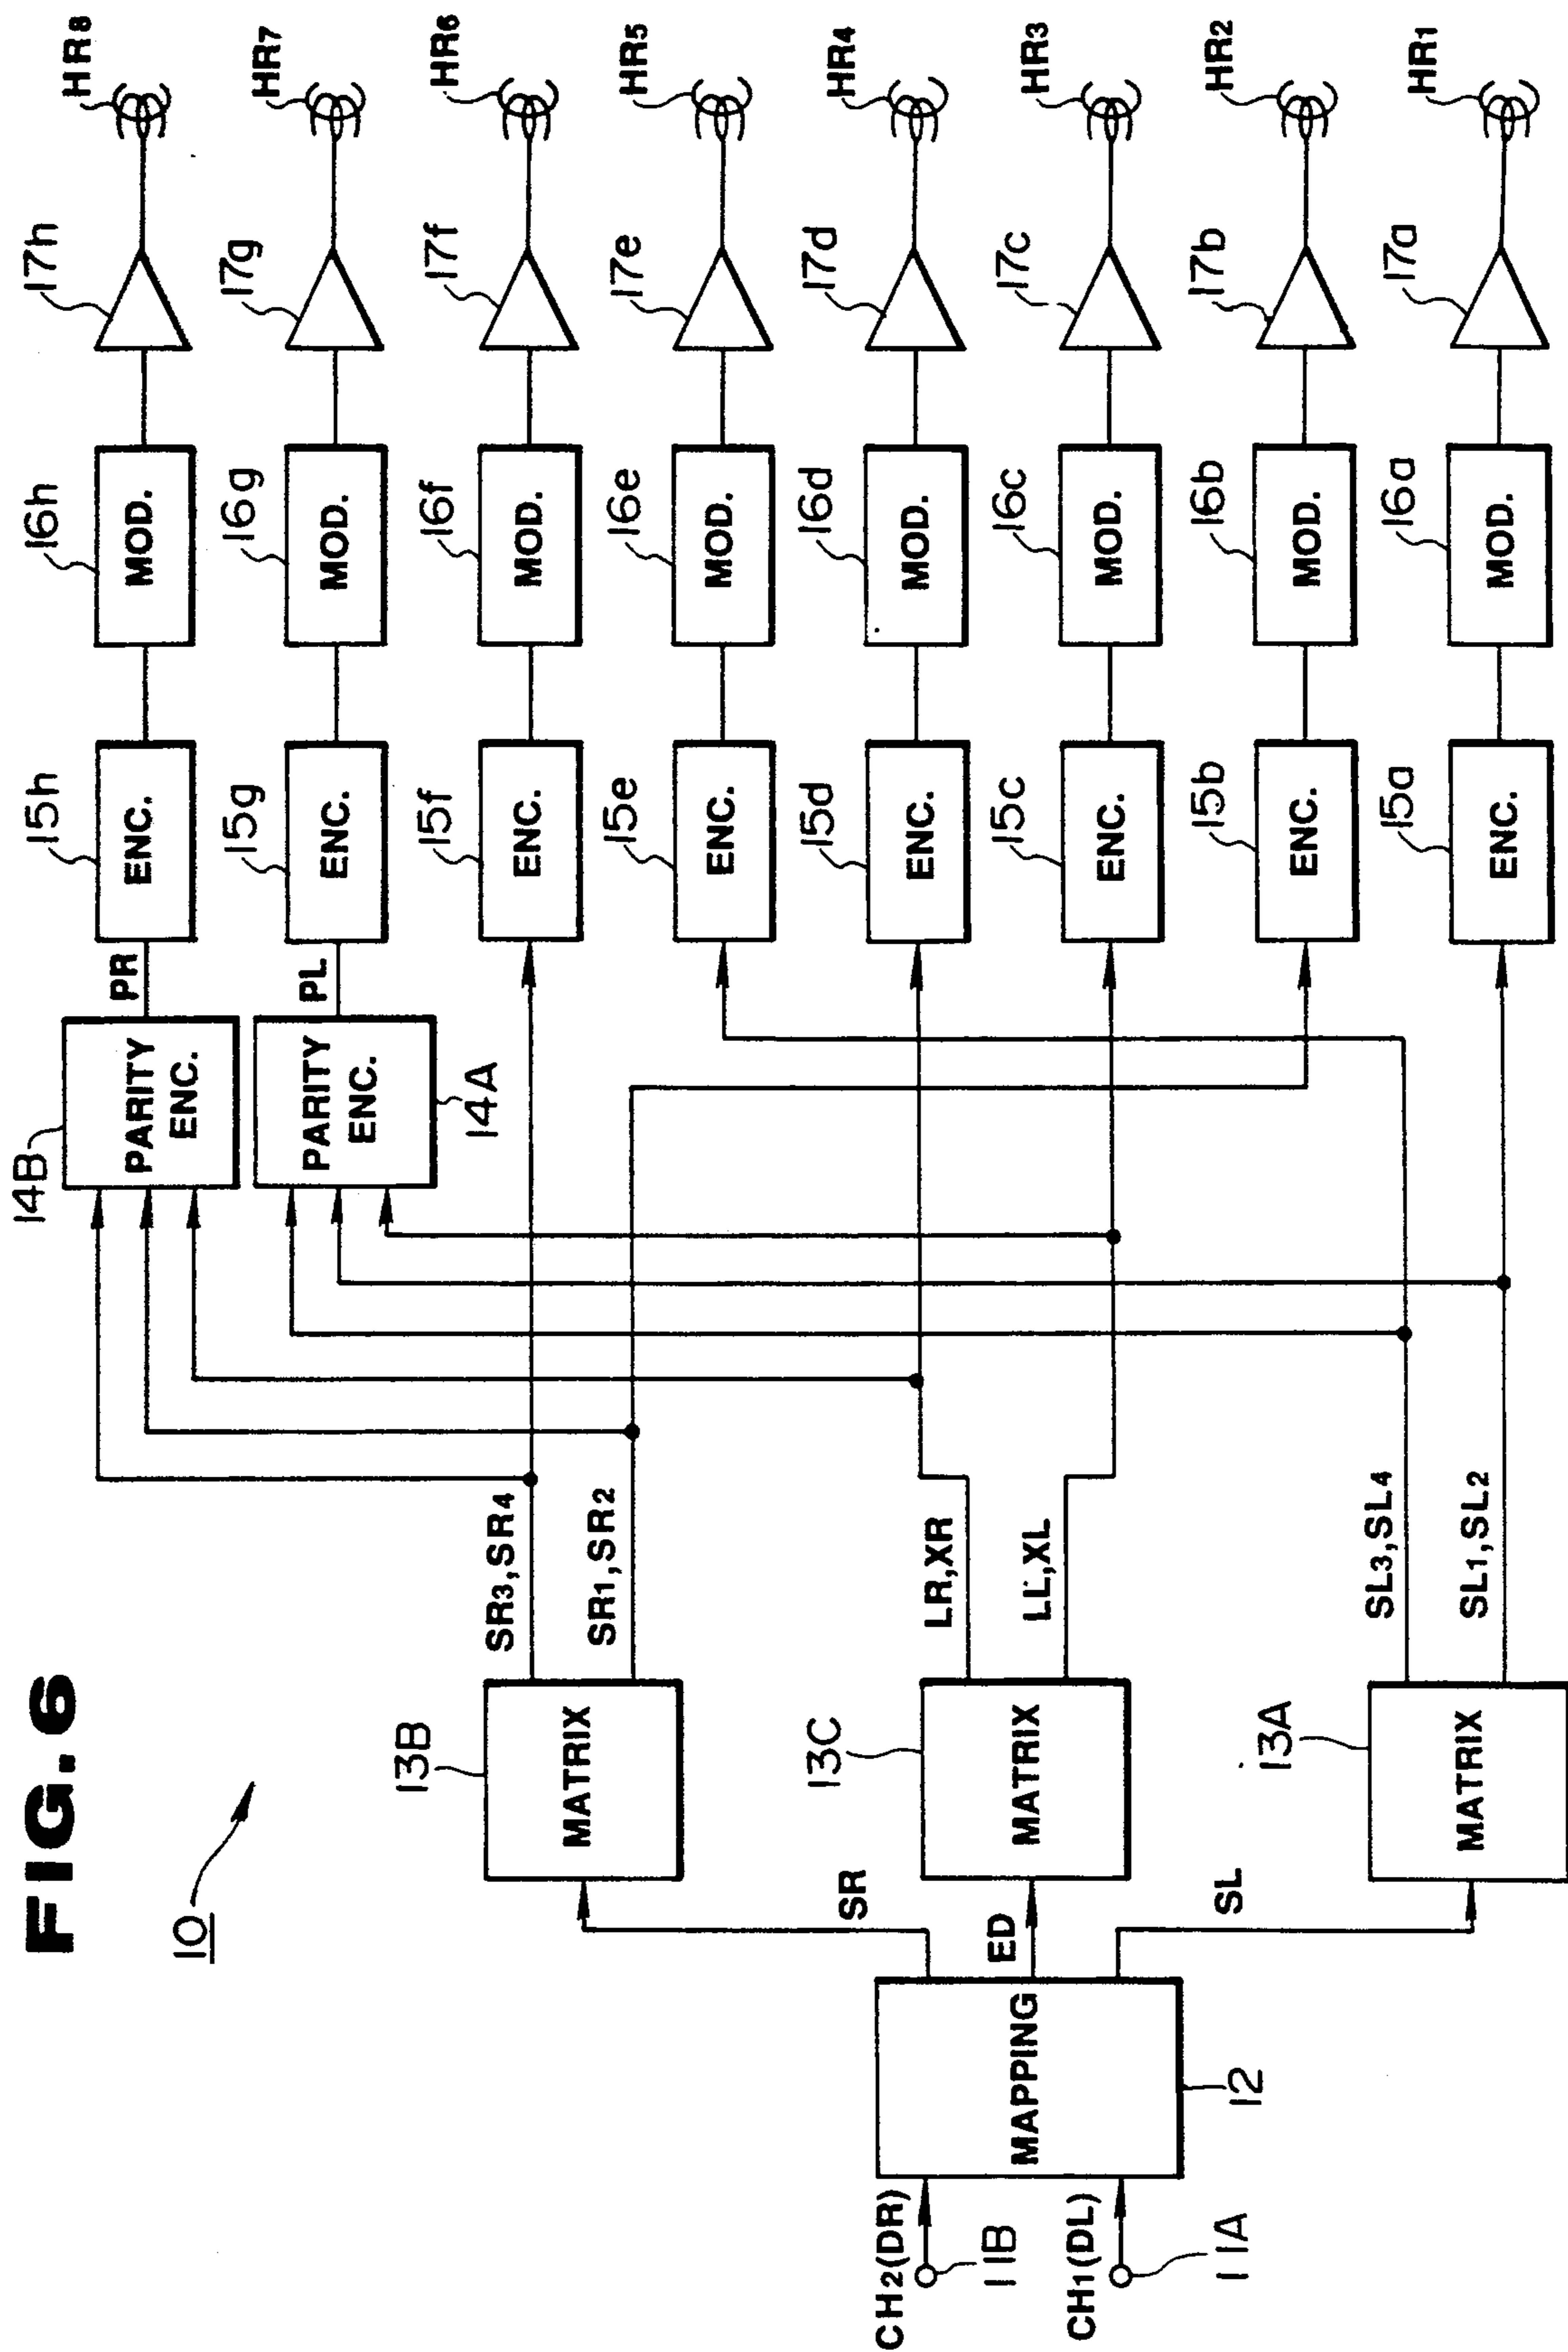 FIG.6
10
CH2(DR)
11B
CH1(DL)
11A
MAPPING
12
SR
ED
SL
13B
MATRIX
13C
MATRIX
13A
MATRIX
SR3,SR4
SR1,SR2
LR,XR
LL,XL
SL3,SL4
SL1,SL2
14B
PARITY
ENC.
PR
14A
PARITY
ENC.
PL
15h
ENC.
16h
MOD.
17h
HR8
15g
ENC.
16g
MOD.
17g
HR7
15f
ENC.
16f
MOD.
17f
HR6
15e
ENC.
16e
MOD.
17e
HR5
15d
ENC.
16d
MOD.
17d
HR4
15c
ENC.
16c
MOD.
17c
HR3
15b
ENC.
16b
MOD.
17b
HR2
15a
ENC.
16a
MOD.
17a
HR1